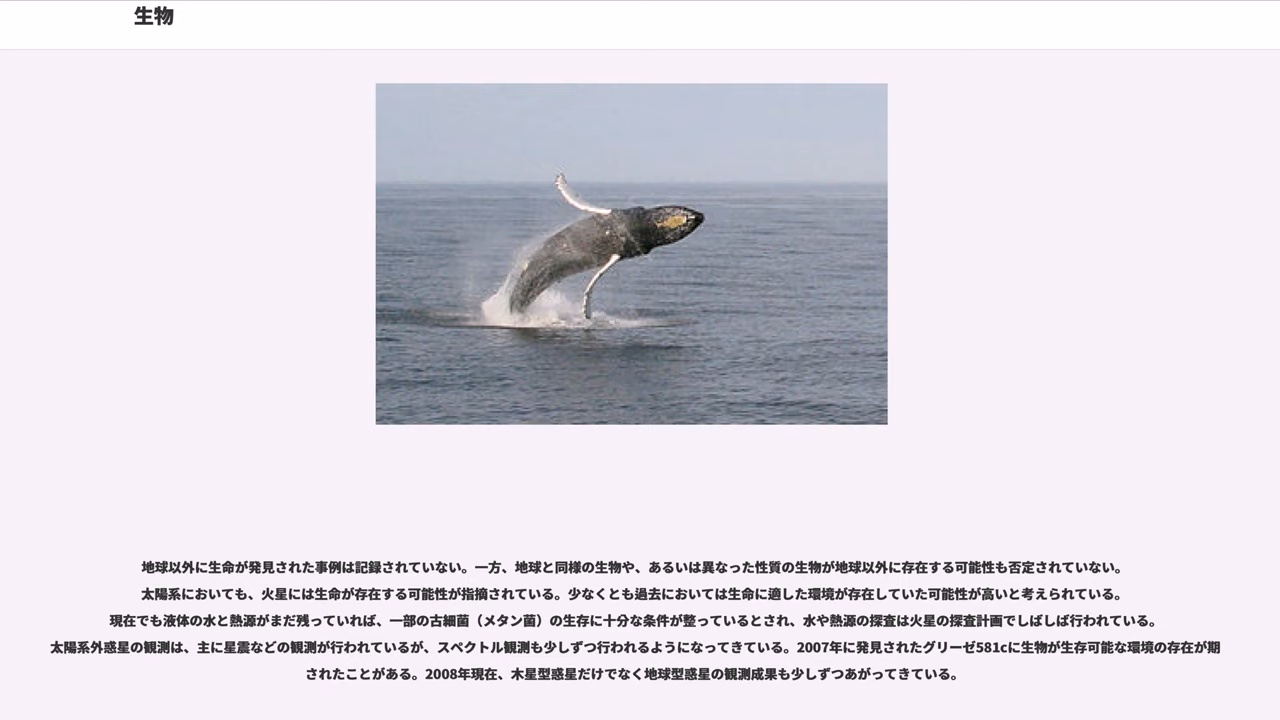 生物
地球以外に生命が発見された事例は記録されていない。一方、地球と同様の生物や、あるいは異なった性質の生物が地球以外に存在する可能性も否定されていない。
太陽系においても、火星には生命が存在する可能性が指摘されている。少なくとも過去においては生命に適した環境が存在していた可能性が高いと考えられている。
現在でも液体の水と熱源がまだ残っていれば、一部の古細菌（メタン菌）の生存に十分な条件が整っているとされ、水や熱源の探査は火星の探査計画でしばしば行われている。
太陽系外惑星の観測は、主に星震などの観測が行われているが、スペクトル観測も少しずつ行われるようになってきている。2007年に発見されたグリーゼ581cに生物が生存可能な環境の存在が期
されたことがある。2008年現在、木星型惑星だけでなく地球型惑星の観測成果も少しずつあがってきている。